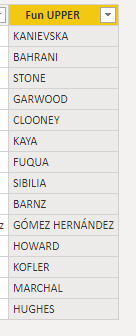 Fun UPPER
KANIEVSKA
BAHRANI
STONE
GARWOOD
CLOONEY
KAYA
FUQUA
SIBILIA
BARNZ
z GÓMEZ HERNÁNDEZ
HOWARD
KOFLER
MARCHAL
HUGHES